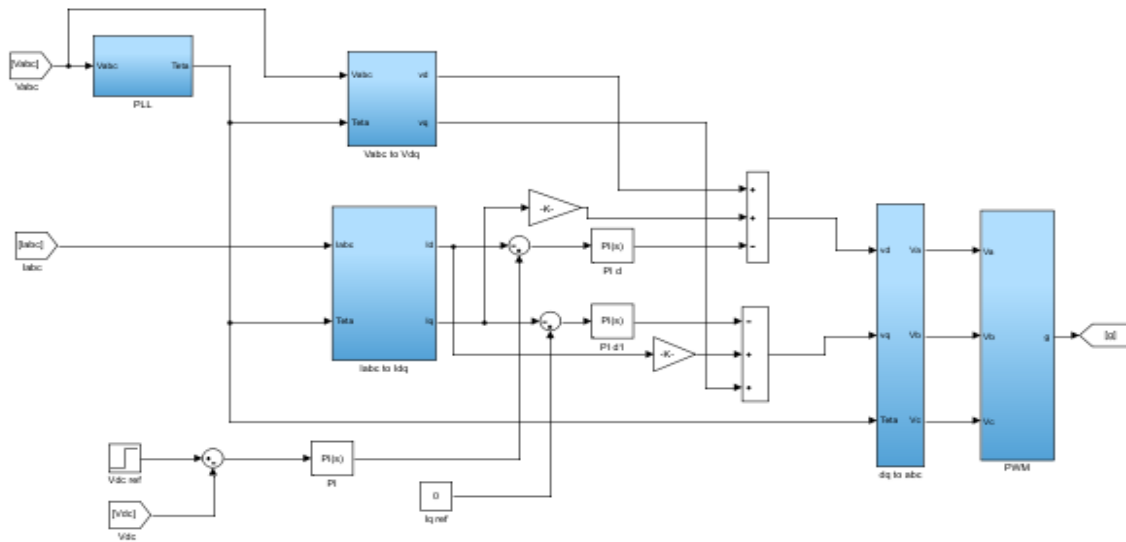 [Vabc]
Vabc
Vabc
Teta
PLL
Vabc
vd
Teta
vq
Vabc to Vdq
[Iabc]
Iabc
Iabc
Id
Teta
Iq
Iabc to Idq
-K-
PI(s)
PI d
PI(s)
PI d1
-K-
+
+
−
−
+
+
vd
Va
vq
Vb
Teta
Vc
dq to abc
Va
Vb
g
Vc
PWM
[g]
Vdc ref
[Vdc]
Vdc
PI(s)
PI
0
Iq ref